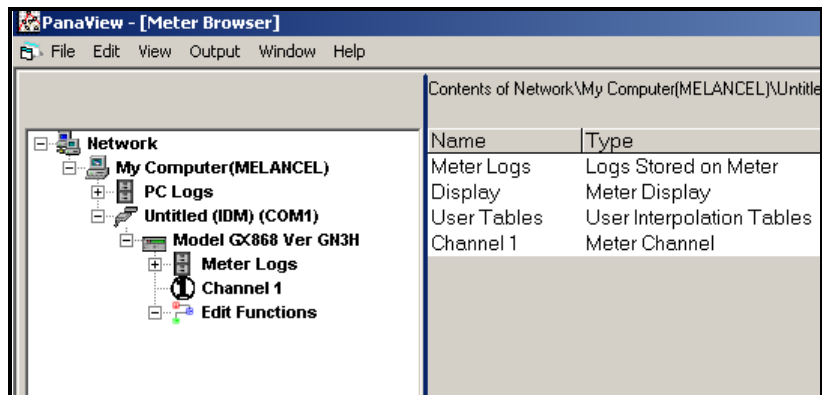 PanaView - [Meter Browser]
File Edit View Output Window Help
Contents of Network\My Computer(MELANCEL)\Untitle
Network
My Computer(MELANCEL)
PC Logs
Untitled (IDM) (COM1)
Model GX868 Ver GN3H
Meter Logs
1 Channel 1
Edit Functions
Name Type
Meter Logs Logs Stored on Meter
Display Meter Display
User Tables User Interpolation Tables
Channel 1 Meter Channel